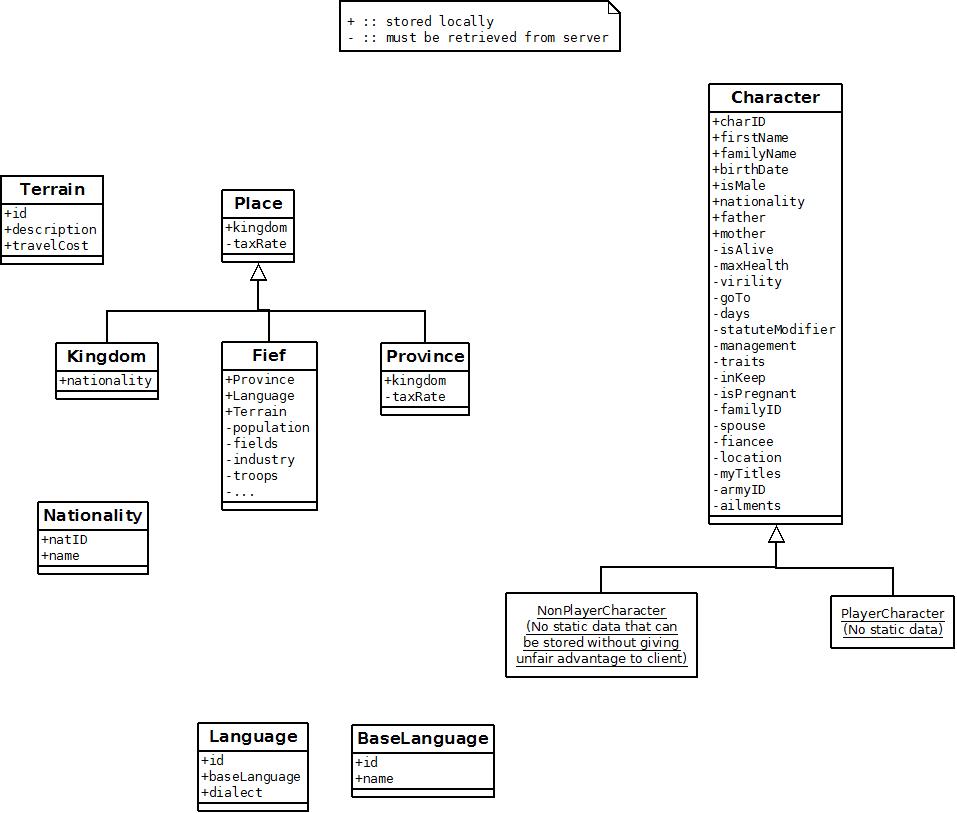 + :: stored locally
- :: must be retrieved from server
Character
+charID
+firstName
+familyName
+birthDate
+isMale
+nationality
+father
+mother
-isAlive
-maxHealth
-virility
-goTo
-days
-statuteModifier
-management
-traits
-inKeep
-isPregnant
-familyID
-spouse
-fiancee
-location
-myTitles
-armyID
-ailments
Terrain
+id
+description
+travelCost
Place
+kingdom
-taxRate
Kingdom
+nationality
Fief
+Province
+Language
+Terrain
-population
-fields
-industry
-troops
-...
Province
+kingdom
-taxRate
Nationality
+natID
+name
NonPlayerCharacter
(No static data that can
be stored without giving
unfair advantage to client)
PlayerCharacter
(No static data)
Language
+id
+baseLanguage
+dialect
BaseLanguage
+id
+name